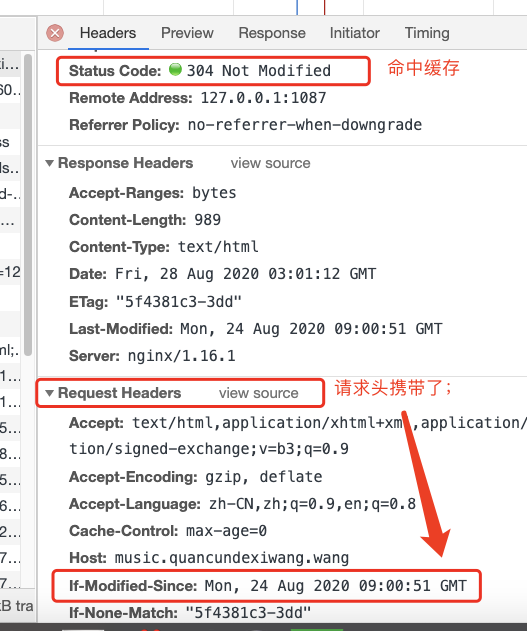 Headers Preview Response Initiator Timing
Status Code: 304 Not Modified 命中缓存
Remote Address: 127.0.0.1:1087
Referrer Policy: no-referrer-when-downgrade
Response Headers view source
Accept-Ranges: bytes
Content-Length: 989
Content-Type: text/html
Date: Fri, 28 Aug 2020 03:01:12 GMT
ETag: "5f4381c3-3dd"
Last-Modified: Mon, 24 Aug 2020 09:00:51 GMT
Server: nginx/1.16.1
Request Headers view source 请求头携带了；
Accept: text/html,application/xhtml+xml,application/
tion/signed-exchange;v=b3;q=0.9
Accept-Encoding: gzip, deflate
Accept-Language: zh-CN,zh;q=0.9,en;q=0.8
Cache-Control: max-age=0
Host: music.quancundexiwang.wang
If-Modified-Since: Mon, 24 Aug 2020 09:00:51 GMT
If-None-Match: "5f4381c3-3dd"